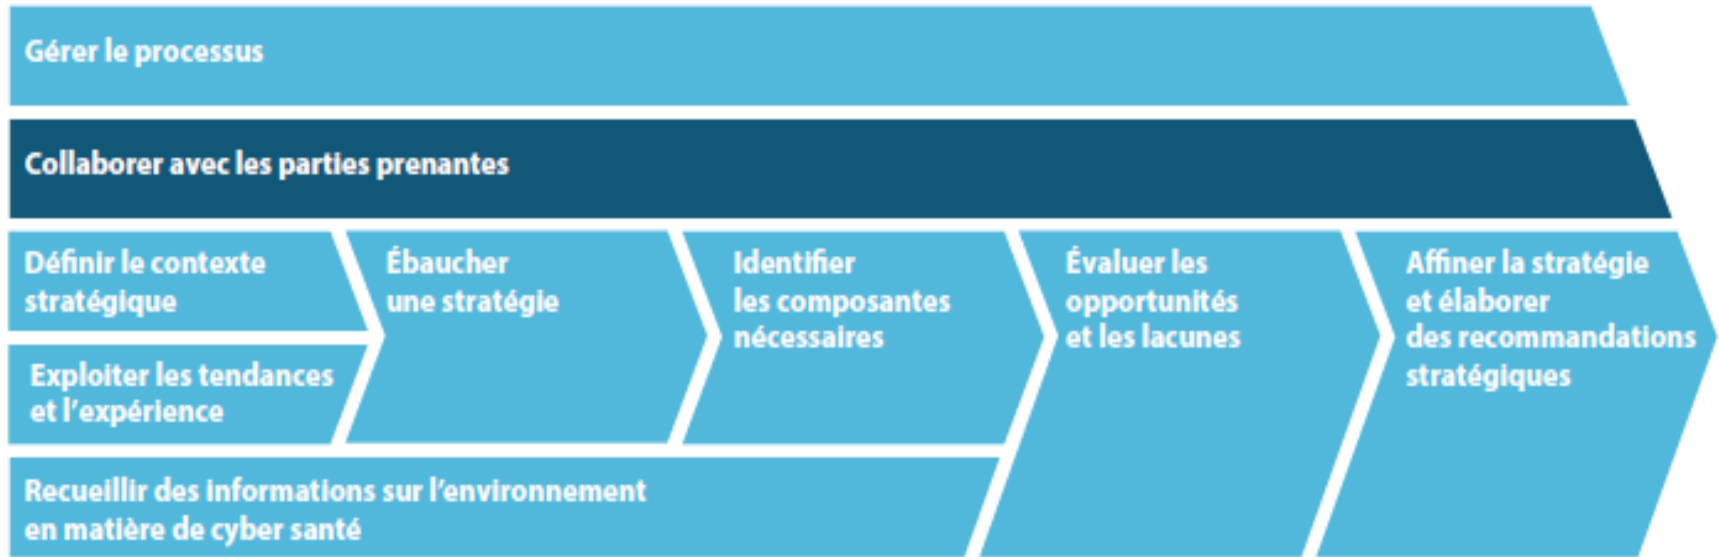 Gérer le processus
Collaborer avec les parties prenantes
Définir le contexte
stratégique
Exploiter les tendances
et l'expérience
Ébaucher
une stratégie
Identifier
les composantes
nécessaires
Évaluer les
opportunités
et les lacunes
Affiner la stratégie
et élaborer
des recommandations
stratégiques
Recueillir des informations sur l'environnement
en matière de cyber santé